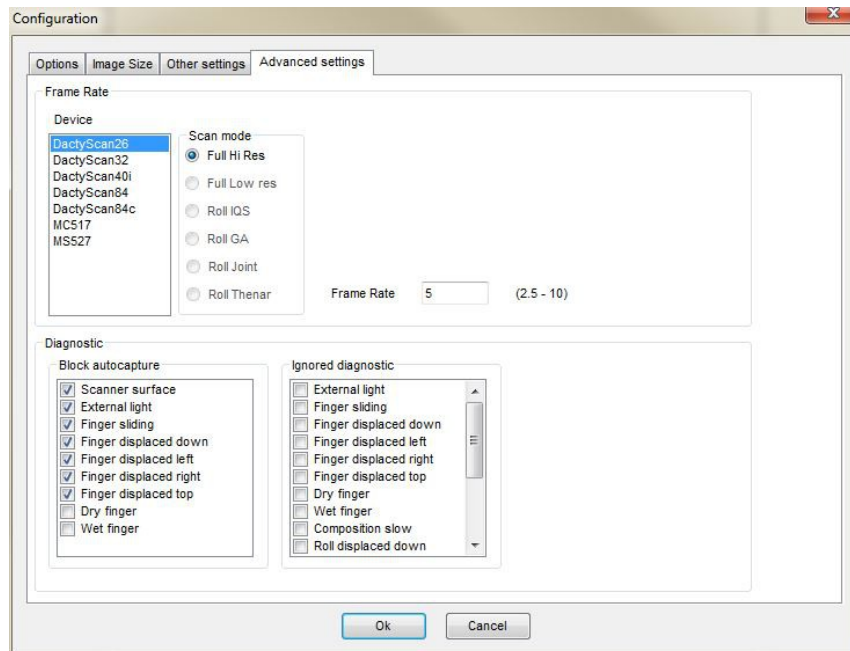 Configuration
X
Options Image Size Other settings Advanced settings
Frame Rate
Device
DactyScan26
DactyScan32
DactyScan40i
DactyScan84
DactyScan84c
MC517
MS527
Scan mode
Full Hi Res
Full Low res
Roll IQS
Roll GA
Roll Joint
Roll Thenar
Frame Rate 5 (2.5 - 10)
Diagnostic
Block autocapture
Scanner surface
External light
Finger sliding
Finger displaced down
Finger displaced left
Finger displaced right
Finger displaced top
Dry finger
Wet finger
Ignored diagnostic
External light
Finger sliding
Finger displaced down
Finger displaced left
Finger displaced right
Finger displaced top
Dry finger
Wet finger
Composition slow
Roll displaced down
Ok Cancel